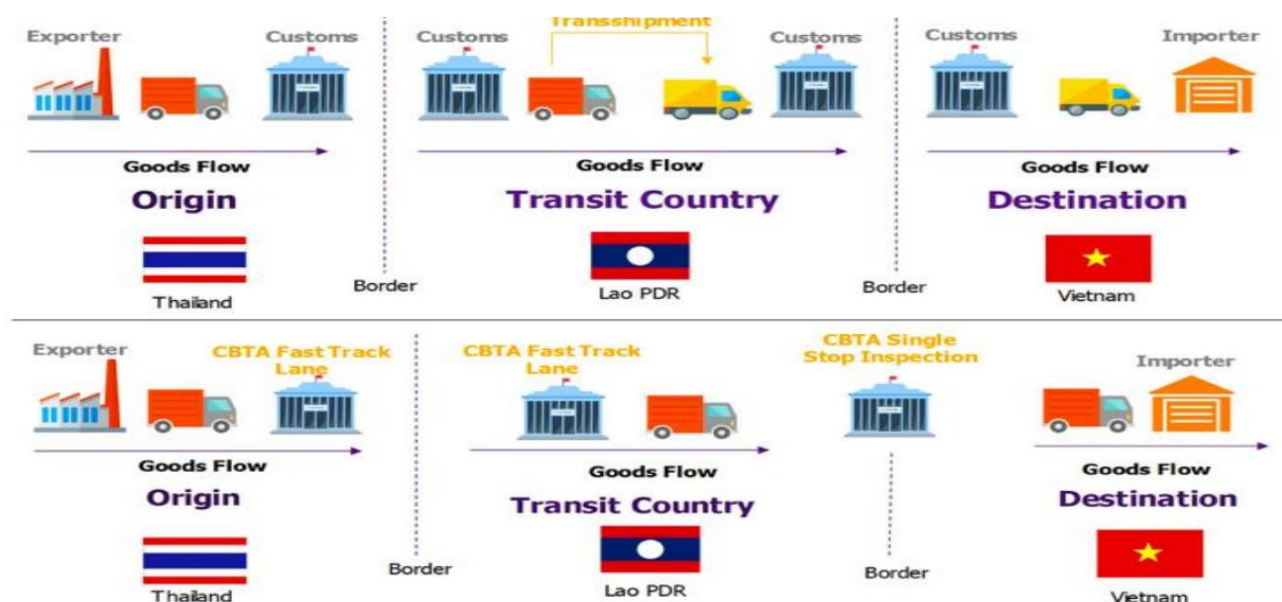 Transshipment
Exporter
Customs
Customs
Customs
Customs
Importer
Goods Flow
Goods Flow
Goods Flow
Origin
Transit Country
Destination
Thailand
Border
Lao PDR
Border
Vietnam
Exporter
CBTA Fast Track
Lane
CBTA Fast Track
Lane
CBTA Single
Stop Inspection
Importer
Goods Flow
Goods Flow
Goods Flow
Origin
Transit Country
Destination
Thailand
Border
Lao PDR
Border
Vietnam